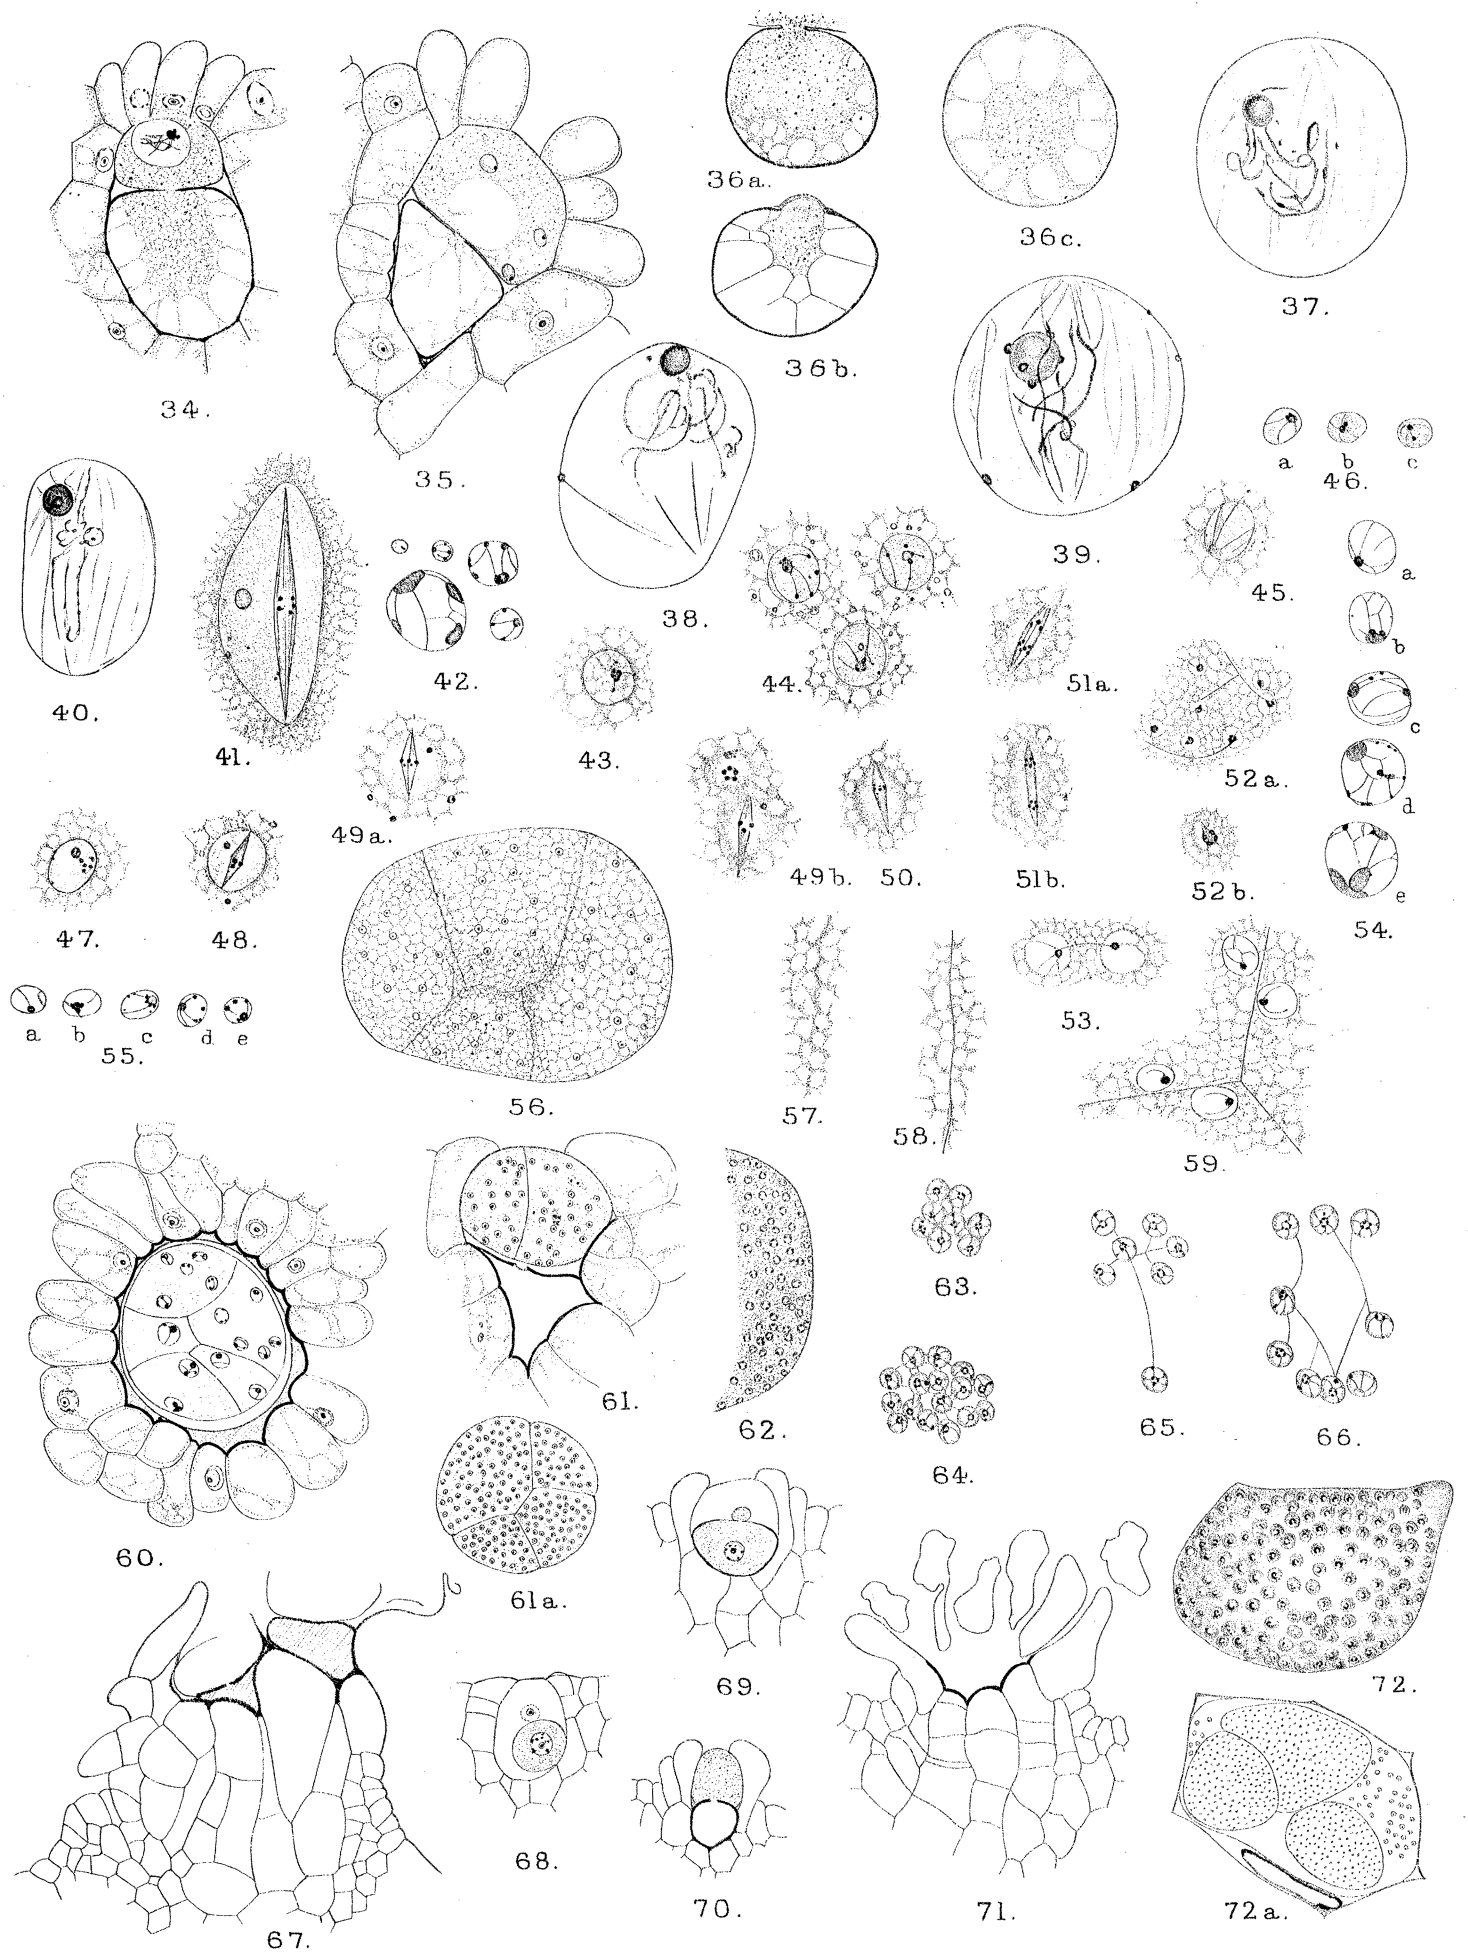 36a.
36c.
37.
36b.
34.
35.
a b c
46.
39.
38.
45.
a
b
c
d
e
54.
40.
41.
42.
43.
44.
51a.
52a.
49a.
49b. 50. 51b. 52b.
47. 48.
a b c d e
55.
56.
57.
58.
53.
59.
60.
61.
62.
63.
64.
65.
66.
61a.
67.
68.
69.
70.
71.
72.
72a.